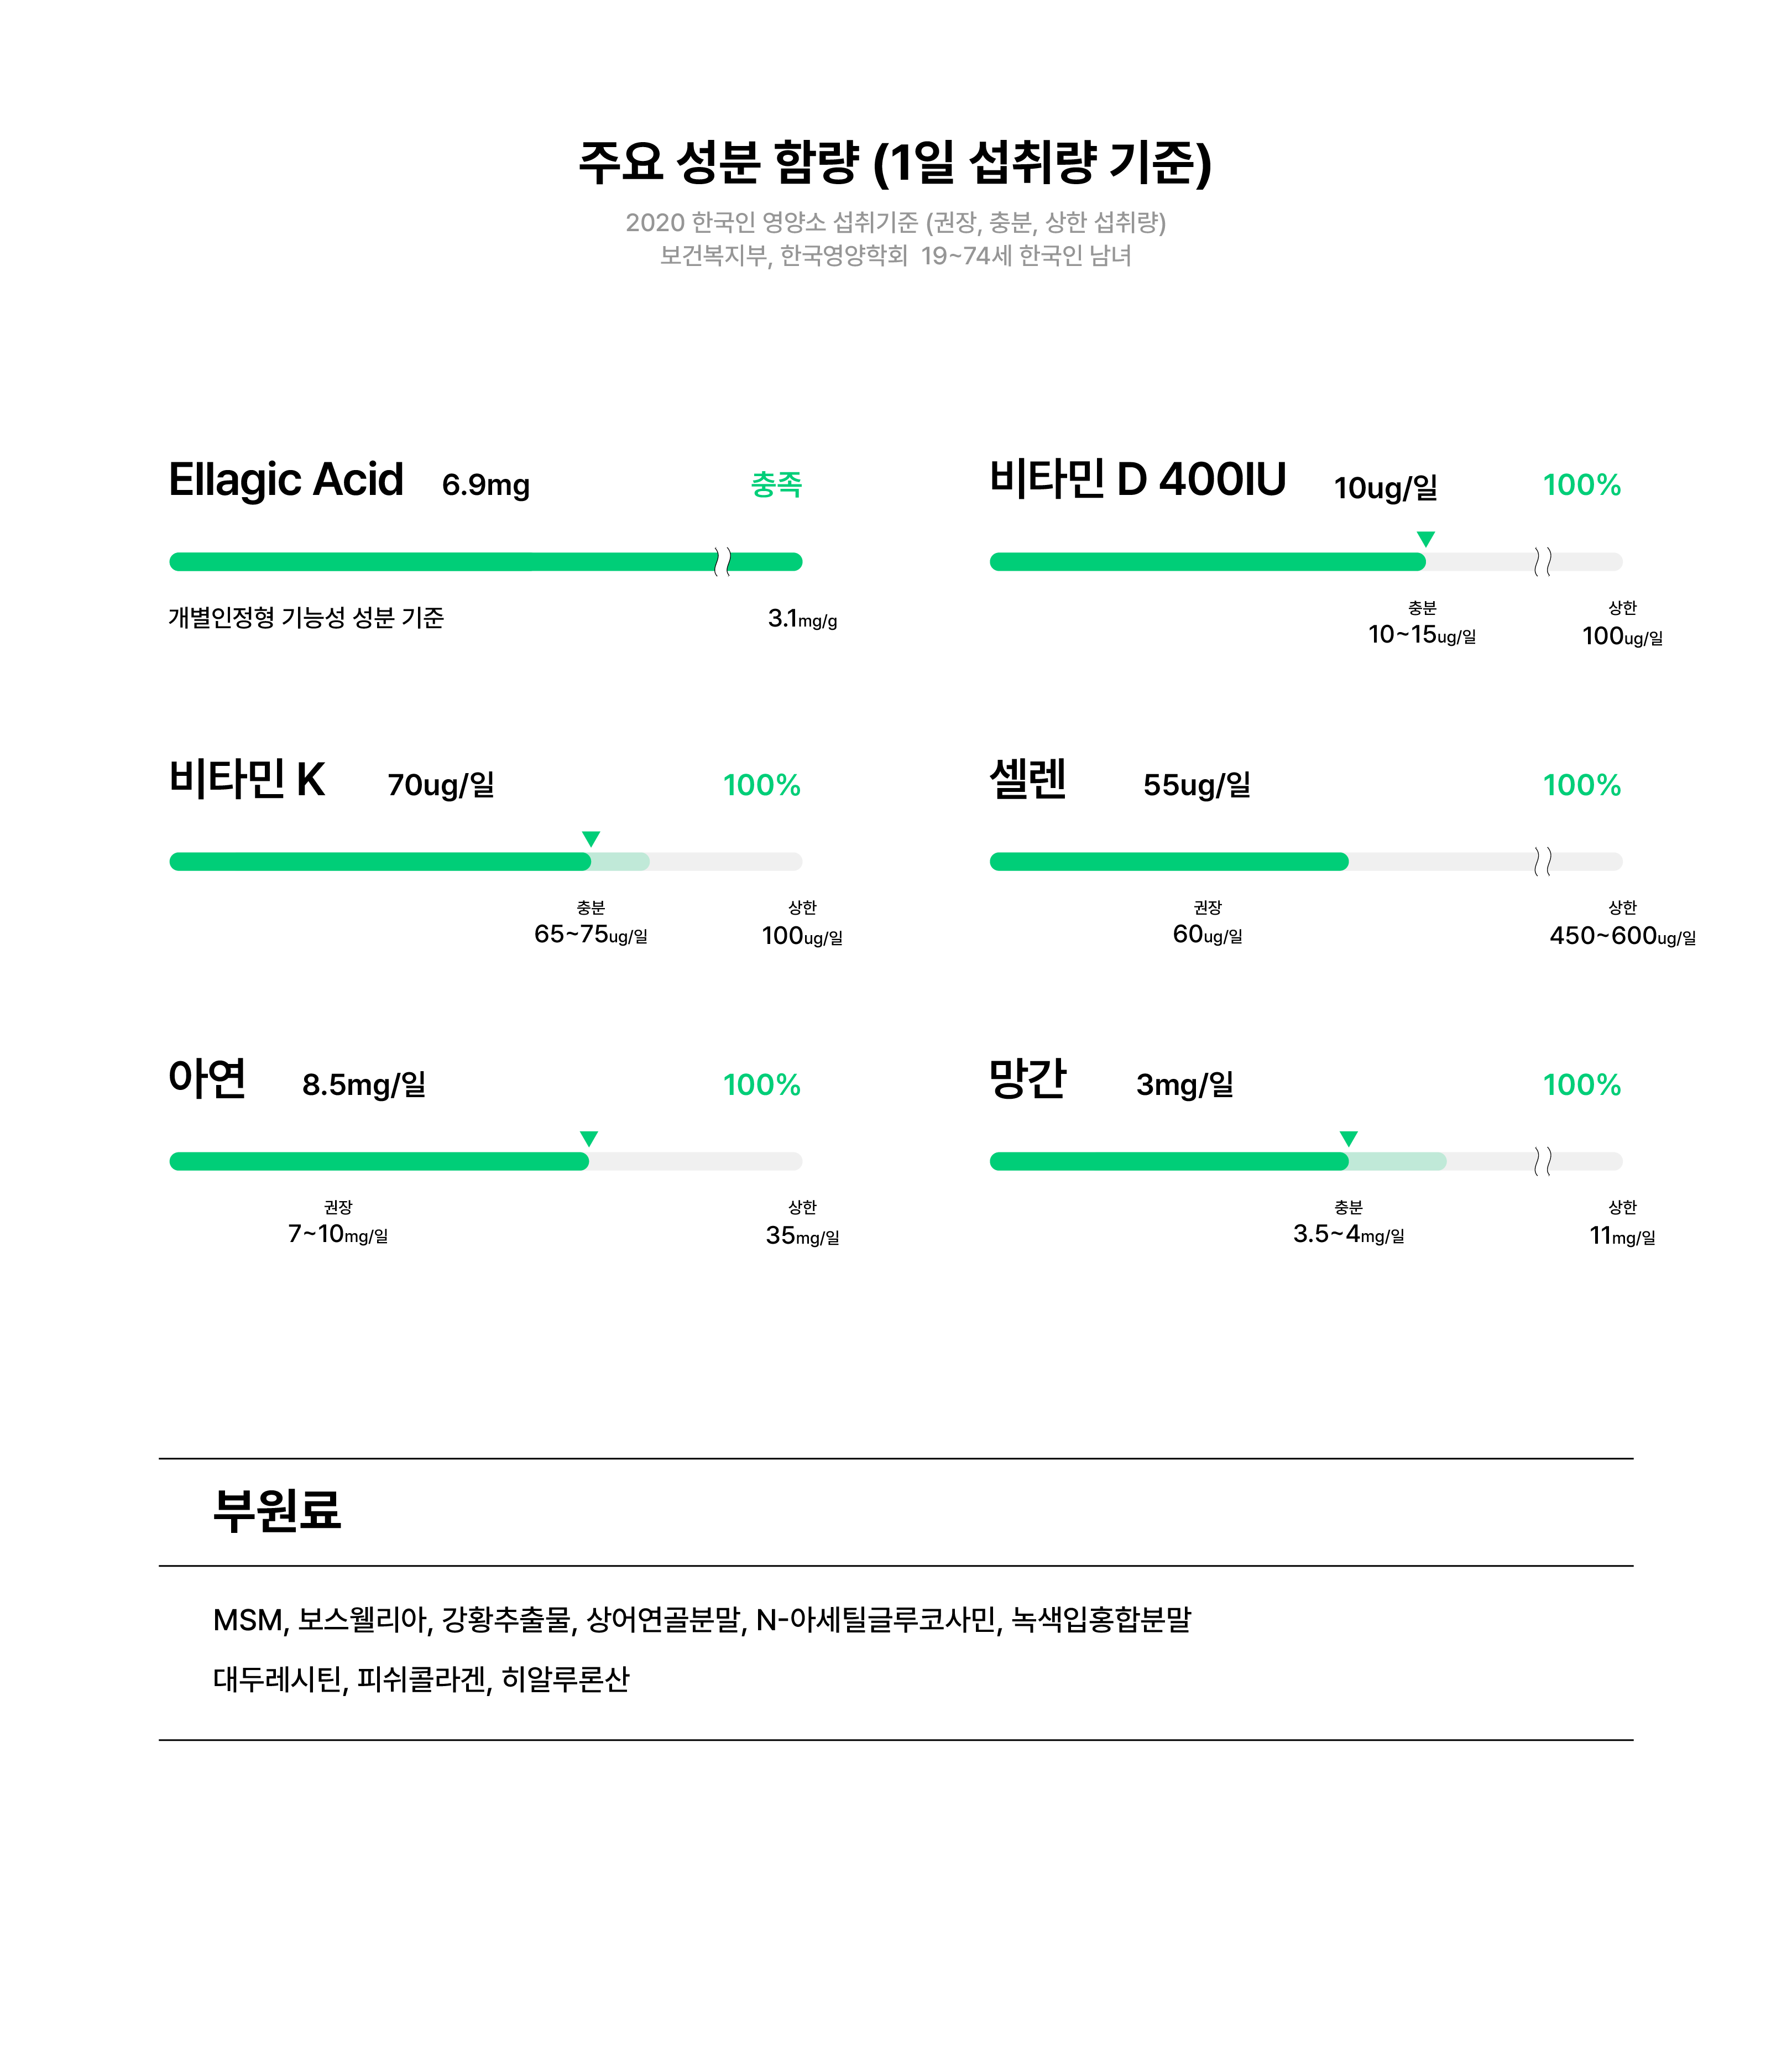 주요 성분 함량 (1일 섭취량 기준)
2020 한국인 영양소 섭취기준 (권장, 충분, 상한 섭취량)
보건복지부, 한국영양학회 19~74세 한국인 남녀
Ellagic Acid 6.9mg 충족
개별인정형 기능성 성분 기준 3.1mg/g
비타민 D 400IU 10ug/일 100%
충분 상한
10~15ug/일 100ug/일
비타민 K 70ug/일 100%
충분 상한
65~75ug/일 100ug/일
셀렌 55ug/일 100%
권장 상한
60ug/일 450~600ug/일
아연 8.5mg/일 100%
권장 상한
7~10mg/일 35mg/일
망간 3mg/일 100%
충분 상한
3.5~4mg/일 11mg/일
부원료
MSM, 보스웰리아, 강황추출물, 상어연골분말, N-아세틸글루코사민, 녹색입홍합분말
대두레시틴, 피쉬콜라겐, 히알루론산